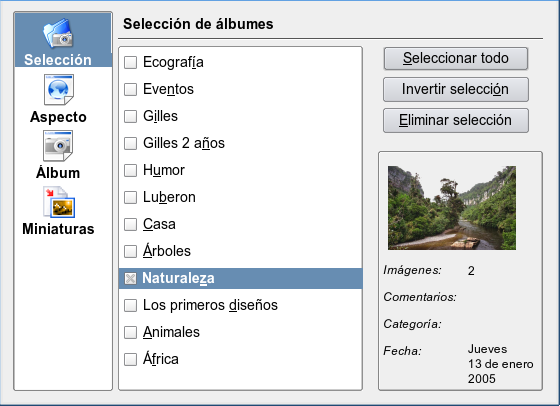 Selección
Aspecto
Álbum
Miniaturas
Selección de álbumes
Ecografía
Eventos
Gilles
Gilles 2 años
Humor
Luberon
Casa
Árboles
Naturaleza
Los primeros diseños
Animales
África
Seleccionar todo
Invertir selección
Eliminar selección
Imágenes: 2
Comentarios:
Categoría:
Fecha: Jueves
13 de enero
2005